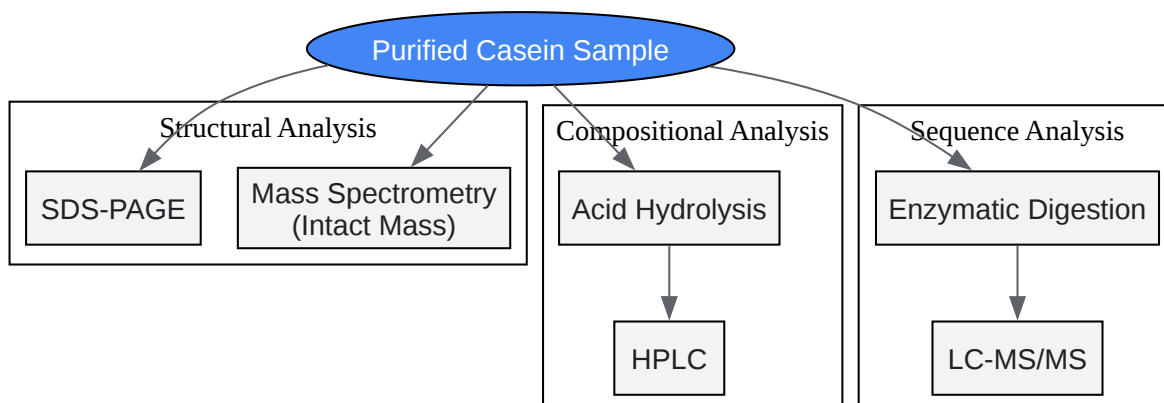 Purified Casein Sample
Structural Analysis
SDS-PAGE
Mass Spectrometry
(Intact Mass)
Compositional Analysis
Acid Hydrolysis
HPLC
Sequence Analysis
Enzymatic Digestion
LC-MS/MS